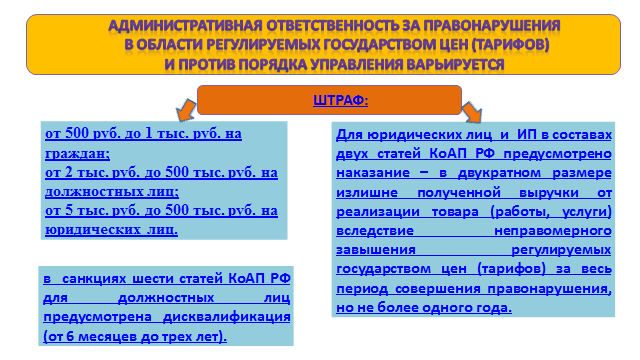 АДМИНИСТРАТИВНАЯ ОТВЕТСТВЕННОСТЬ ЗА ПРАВОНАРУШЕНИЯ
В ОБЛАСТИ РЕГУЛИРУЕМЫХ ГОСУДАРСТВОМ ЦЕН (ТАРИФОВ)
И ПРОТИВ ПОРЯДКА УПРАВЛЕНИЯ ВАРЬИРУЕТСЯ
ШТРАФ:
от 500 руб. до 1 тыс. руб. на
граждан;
от 2 тыс. руб. до 500 тыс. руб. на
должностных лиц;
от 5 тыс. руб. до 500 тыс. руб. на
юридических лиц.
в санкциях шести статей КоАП РФ
для должностных лиц
предусмотрена дисквалификация
(от 6 месяцев до трех лет).
Для юридических лиц и ИП в составах
двух статей КоАП РФ предусмотрено
наказание – в двукратном размере
излишне полученной выручки от
реализации товара (работы, услуги)
вследствие неправомерного
завышения регулируемых
государством цен (тарифов) за весь
период совершения правонарушения,
но не более одного года.